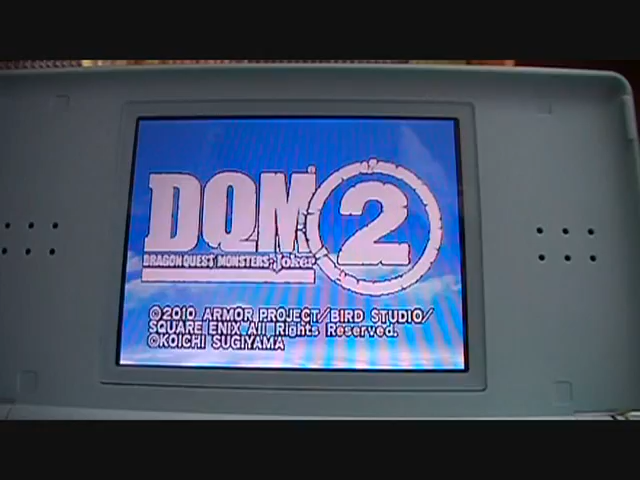 DQM® 2
DRAGON QUEST MONSTERS: Joker
©2010 ARMOR PROJECT/BIRD STUDIO/
SQUARE ENIX All Rights Reserved.
©KOICHI SUGIYAMA